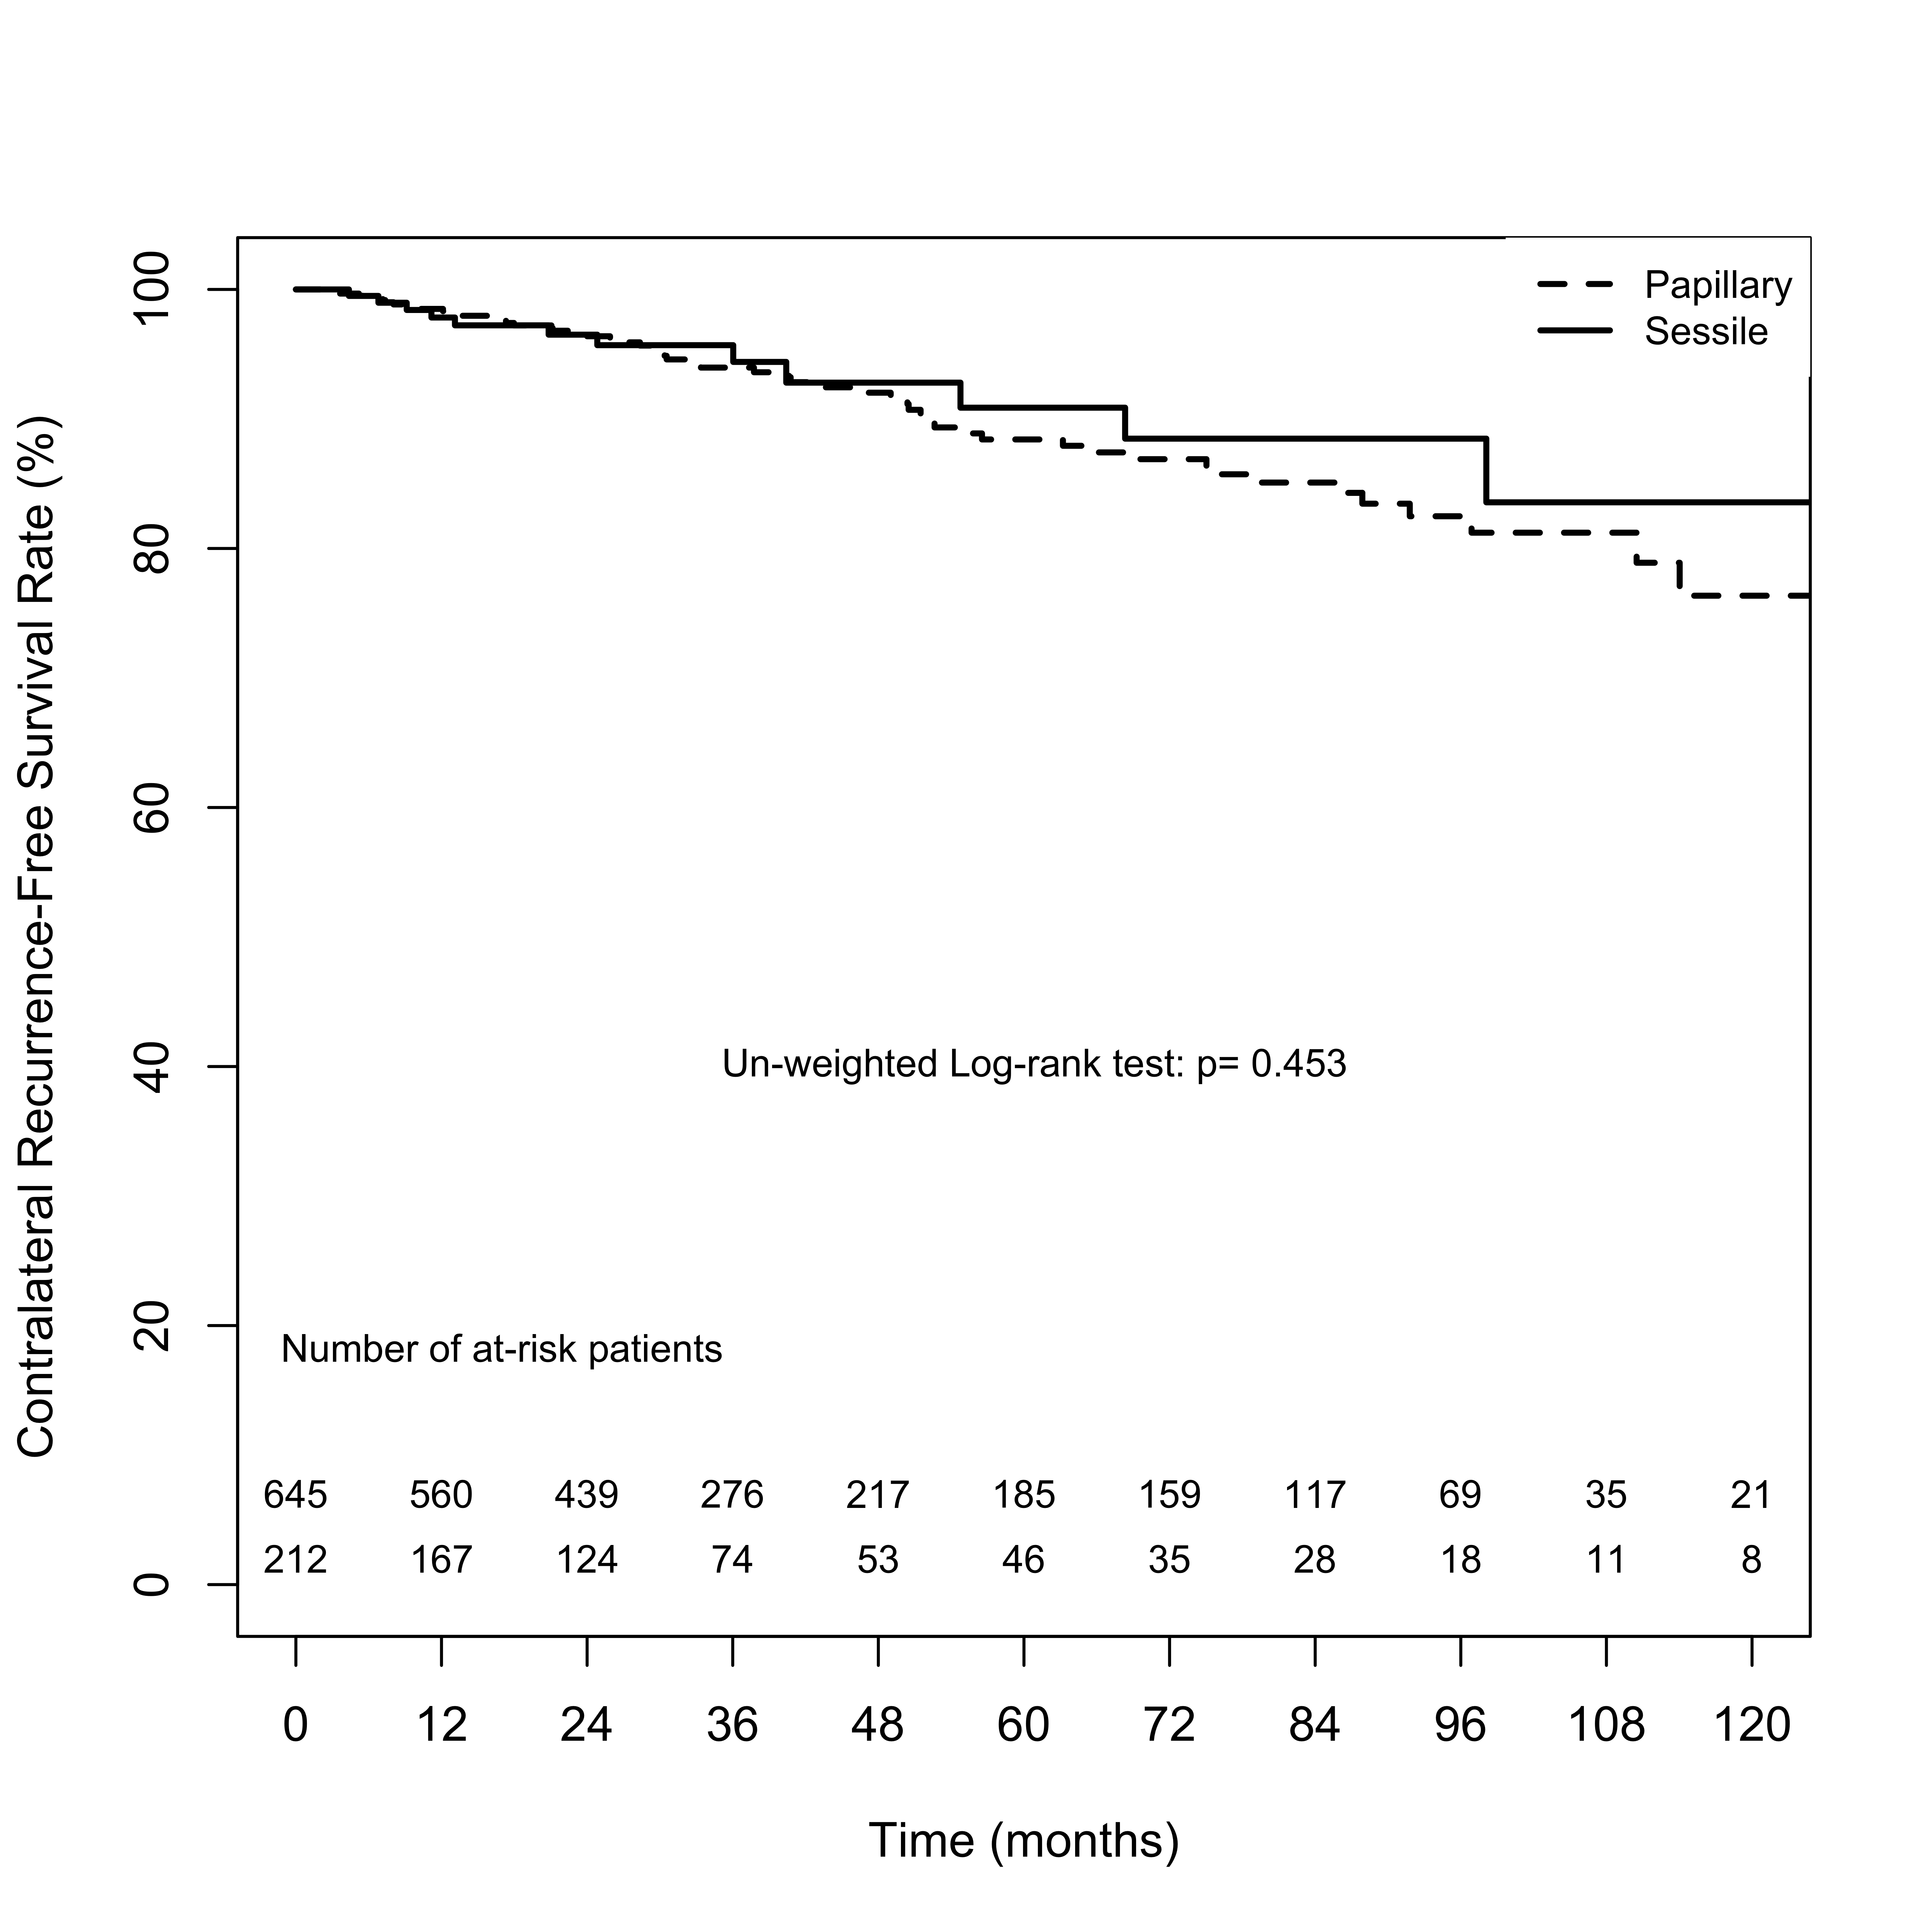 Contralateral Recurrence-Free Survival Rate (%)
100
80
60
40
20
0
Papillary
Sessile
Un-weighted Log-rank test: p= 0.453
Number of at-risk patients
645 560 439 276 217 185 159 117 69 35 21
212 167 124 74 53 46 35 28 18 11 8
0 12 24 36 48 60 72 84 96 108 120
Time (months)